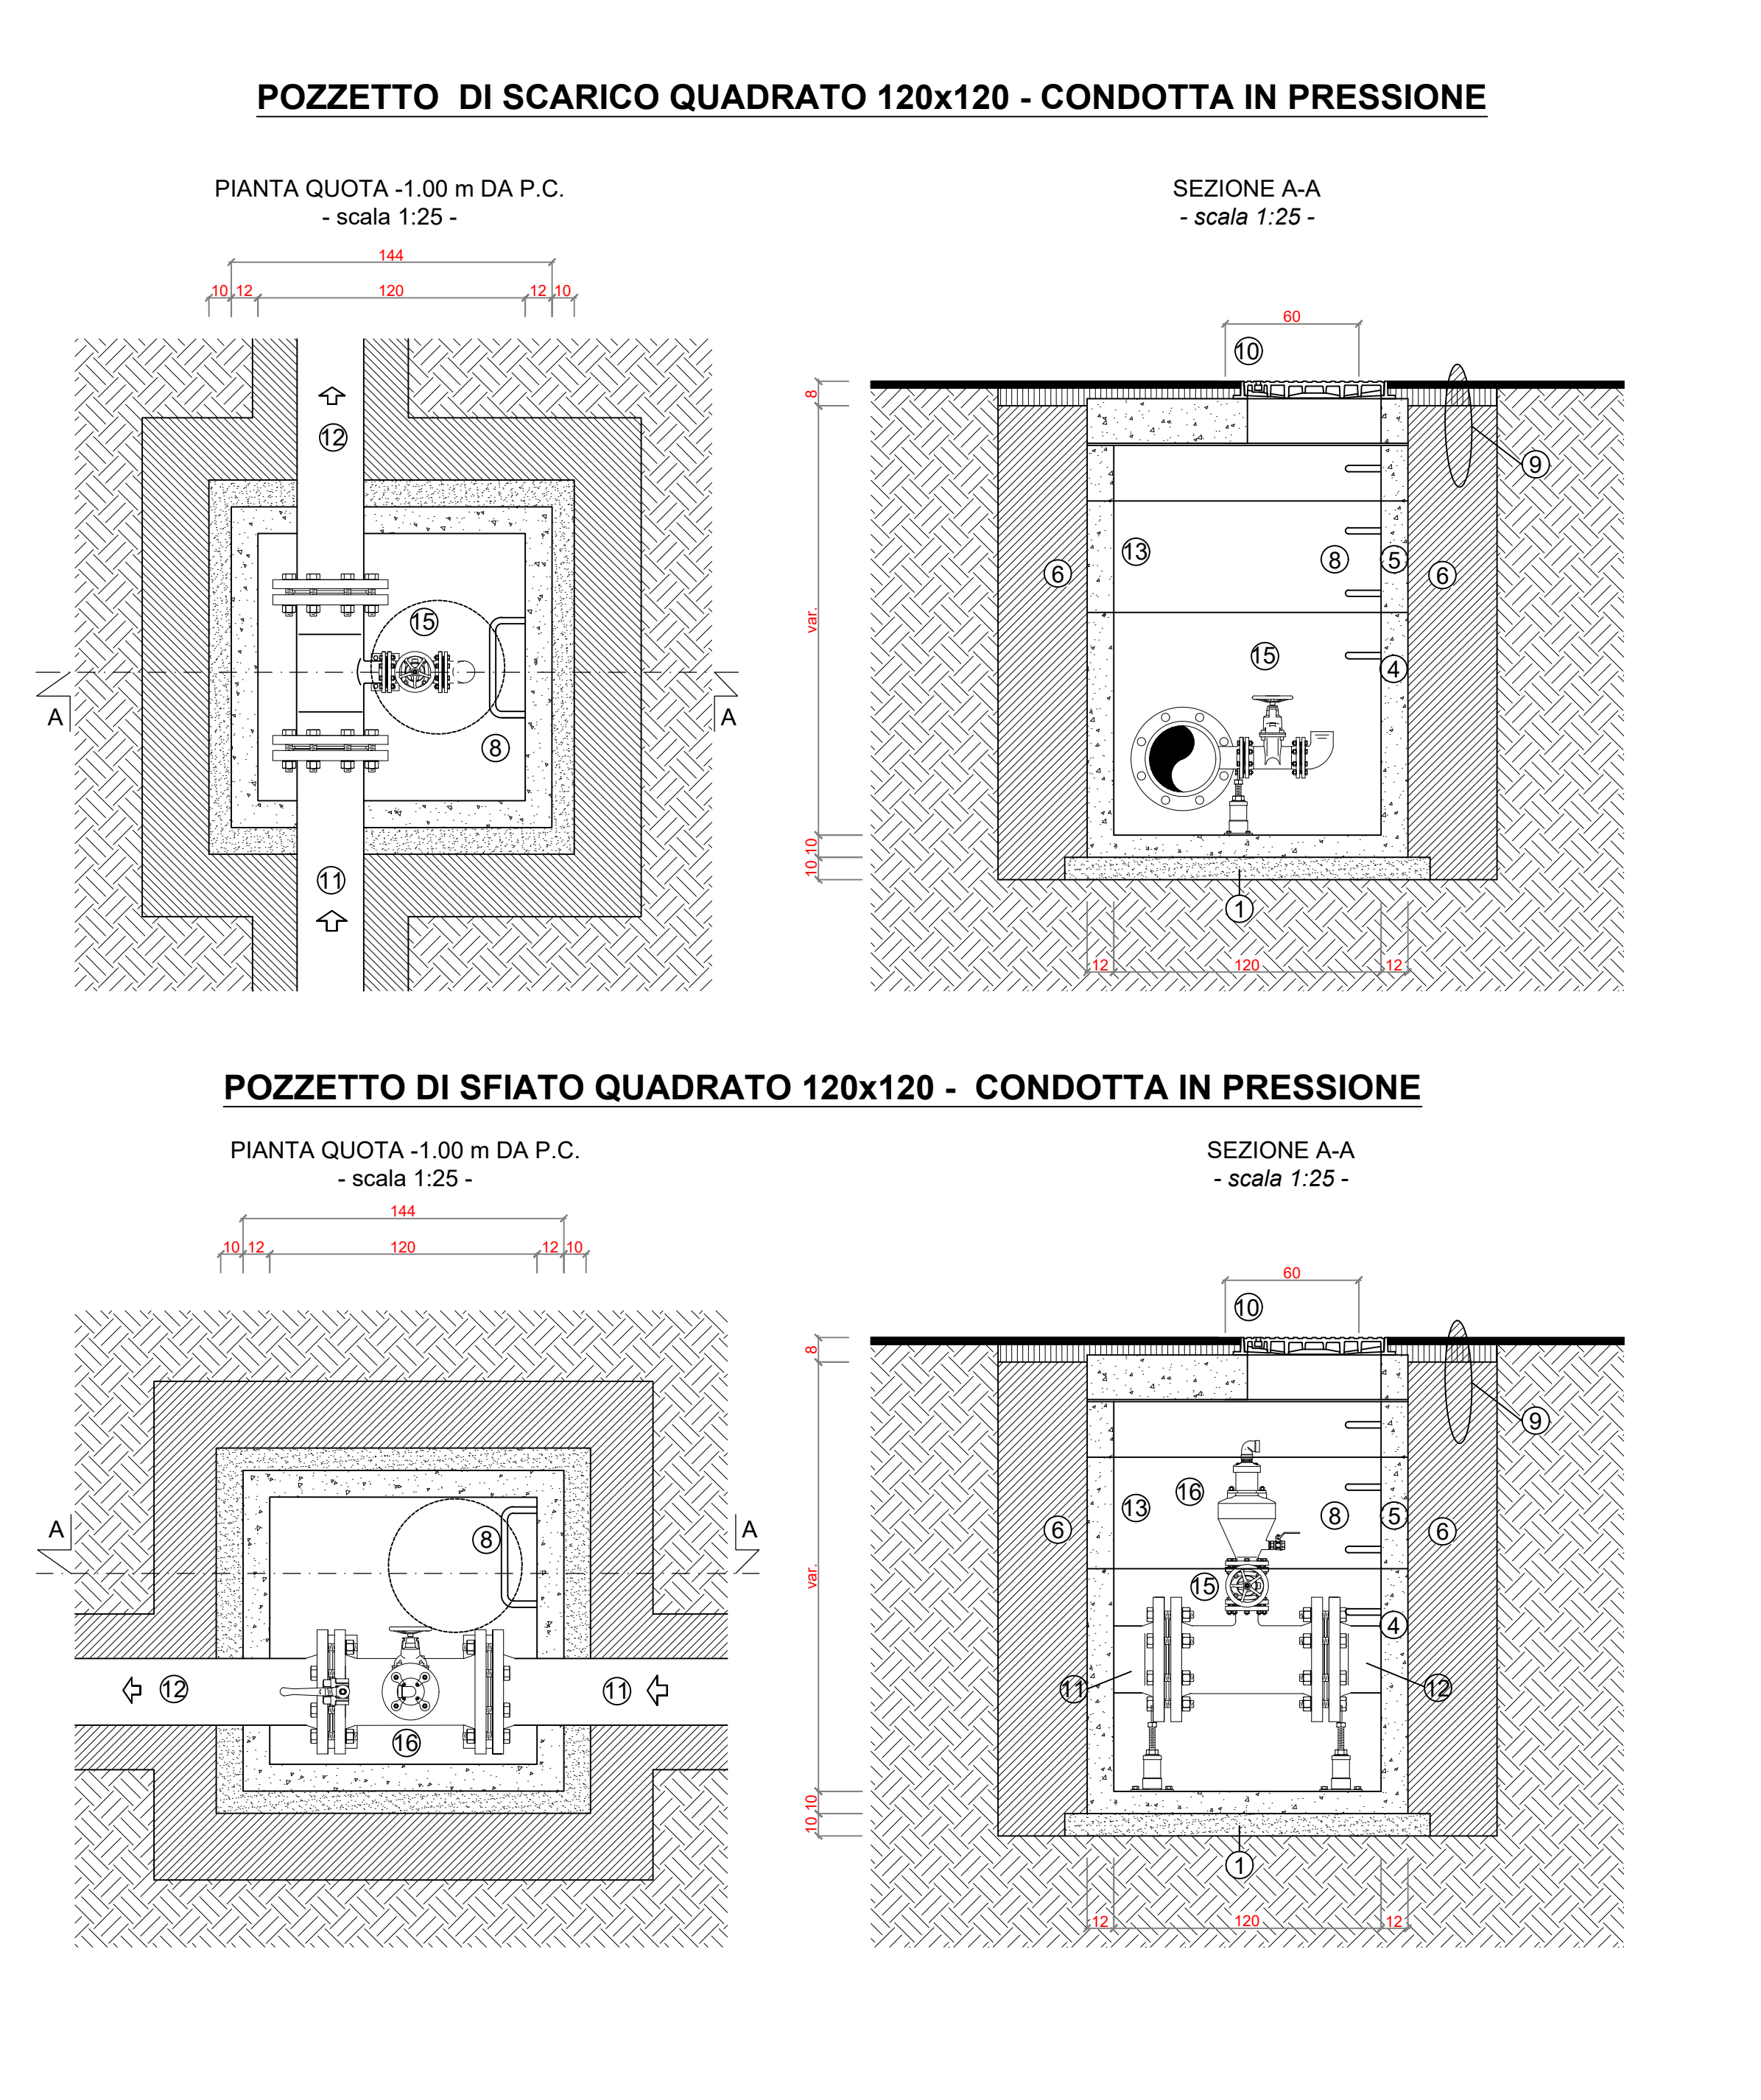 POZZETTO DI SCARICO QUADRATO 120x120 - CONDOTTA IN PRESSIONE
PIANTA QUOTA -1.00 m DA P.C.
- scala 1:25 -
SEZIONE A-A
- scala 1:25 -
144
10 12 120 12 10
12
15
A
A
8
11
60
10
8
9
13
8
5
6
6
var.
15
4
10
10
1
12 120 12
POZZETTO DI SFIATO QUADRATO 120x120 - CONDOTTA IN PRESSIONE
PIANTA QUOTA -1.00 m DA P.C.
- scala 1:25 -
SEZIONE A-A
- scala 1:25 -
144
10 12 120 12 10
A
A
8
12
11
16
60
10
8
9
16
13
8
5
6
6
var.
15
4
11
12
10
10
1
12 120 12